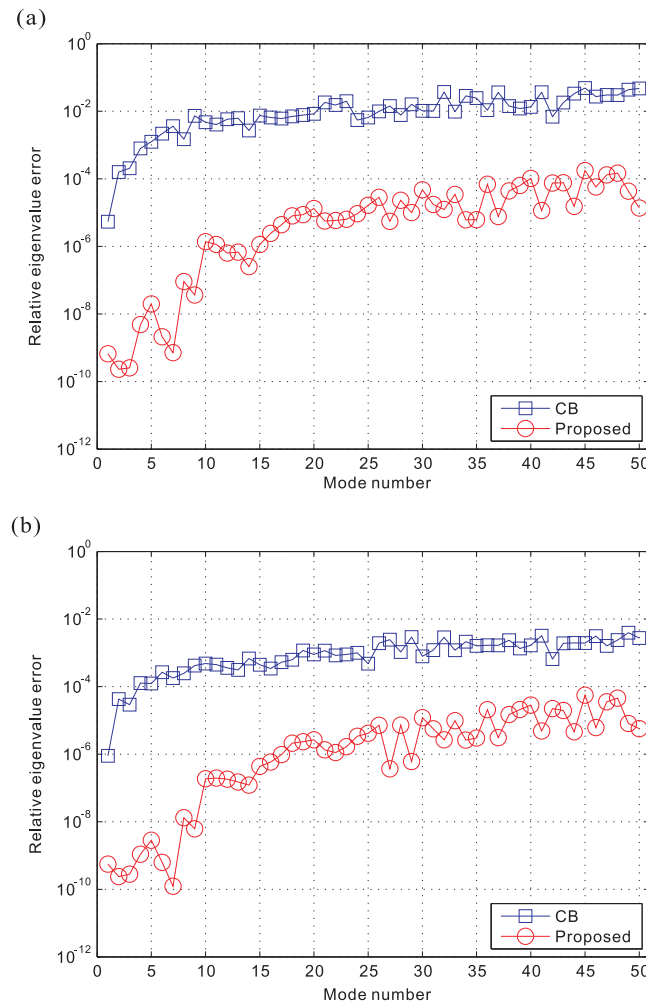 (a)
10^0
10^-2
10^-4
10^-6
10^-8
10^-10
10^-12
Relative eigenvalue error
0 5 10 15 20 25 30 35 40 45 50
Mode number
CB
Proposed
(b)
10^0
10^-2
10^-4
10^-6
10^-8
10^-10
10^-12
Relative eigenvalue error
0 5 10 15 20 25 30 35 40 45 50
Mode number
CB
Proposed